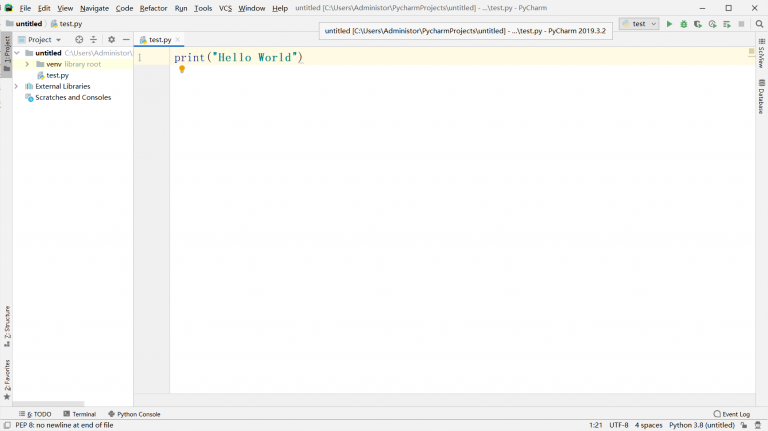 File Edit View Navigate Code Refactor Run Tools VCS Window Help untitled [C:\Users\Administor\PycharmProjects\untitled] - ...\test.py - PyCharm
untitled test.py
untitled [C:\Users\Administor\PycharmProjects\untitled] - ...\test.py - PyCharm 2019.3.2
test
Project
test.py
1: Project
untitled C:\Users\Administor\
venv library root
test.py
External Libraries
Scratches and Consoles
1 print("Hello World")
SciView
Database
Z: Structure
2: Favorites
6: TODO Terminal Python Console Event Log
PEP 8: no newline at end of file 1:21 UTF-8 4 spaces Python 3.8 (untitled)